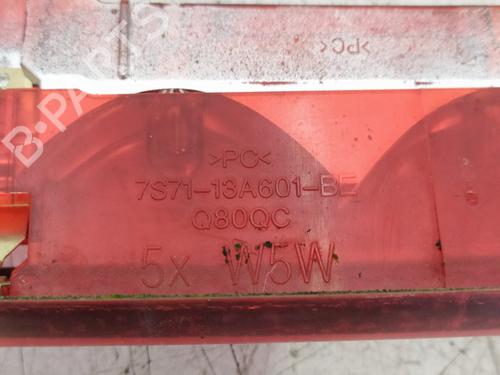 >PC<
B-PARTS
>PC<
7S71-13A601-BE
Q80QC
5x W5W